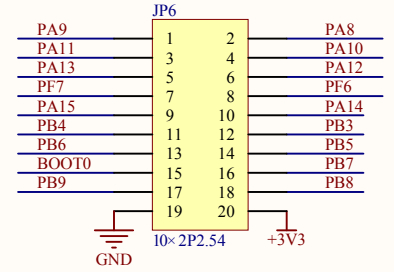 JP6
PA9 1 2 PA8
PA11 3 4 PA10
PA13 5 6 PA12
PF7 7 8 PF6
PA15 9 10 PA14
PB4 11 12 PB3
PB6 13 14 PB5
BOOT0 15 16 PB7
PB9 17 18 PB8
19 20
10×2P2.54
GND
+3V3